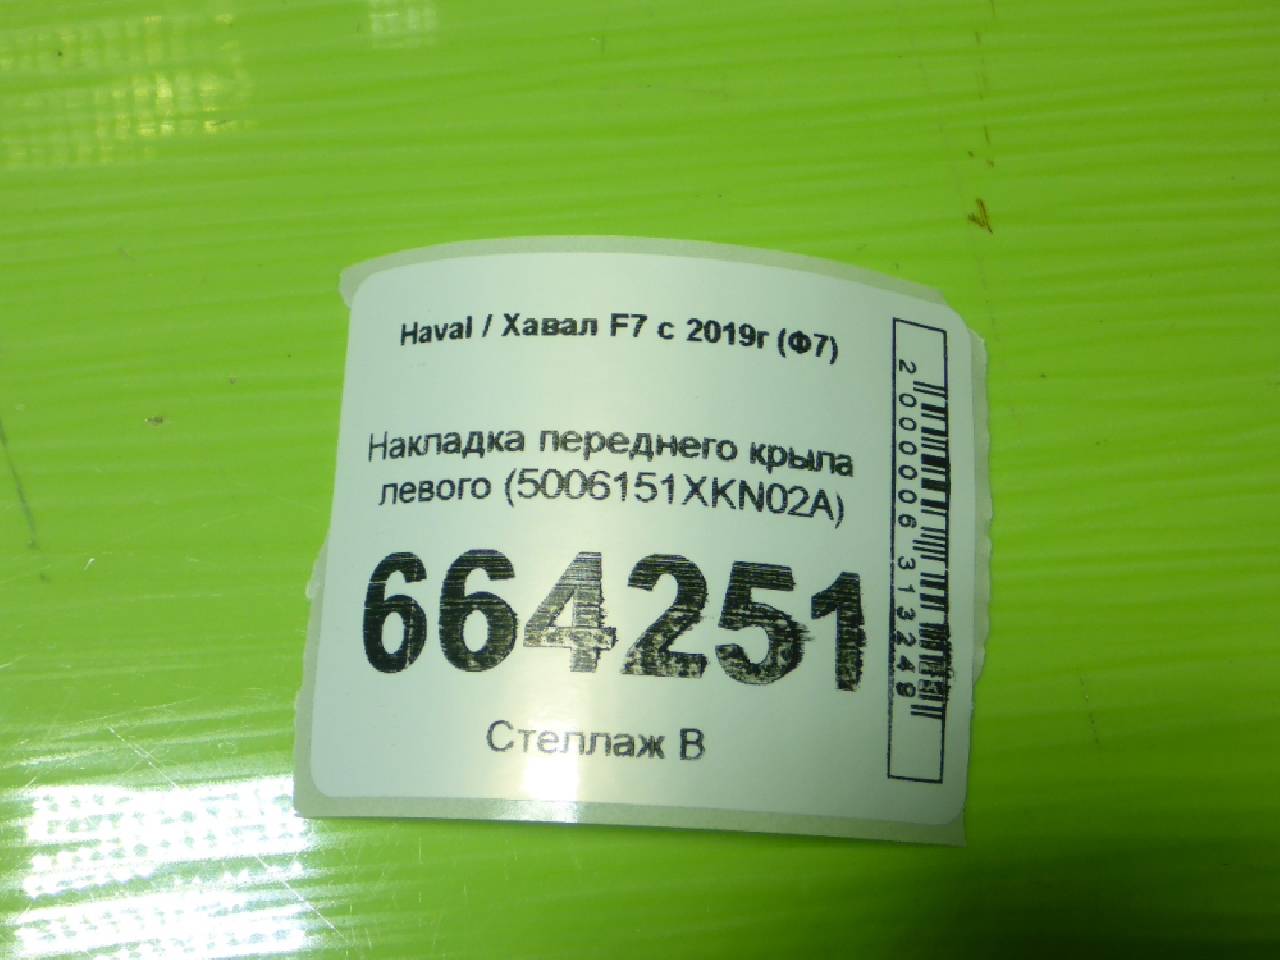 Haval / Хавал F7 с 2019г (Ф7)
Накладка переднего крыла
левого (5006151XKN02A)
664251
Стеллаж В
2000006313249